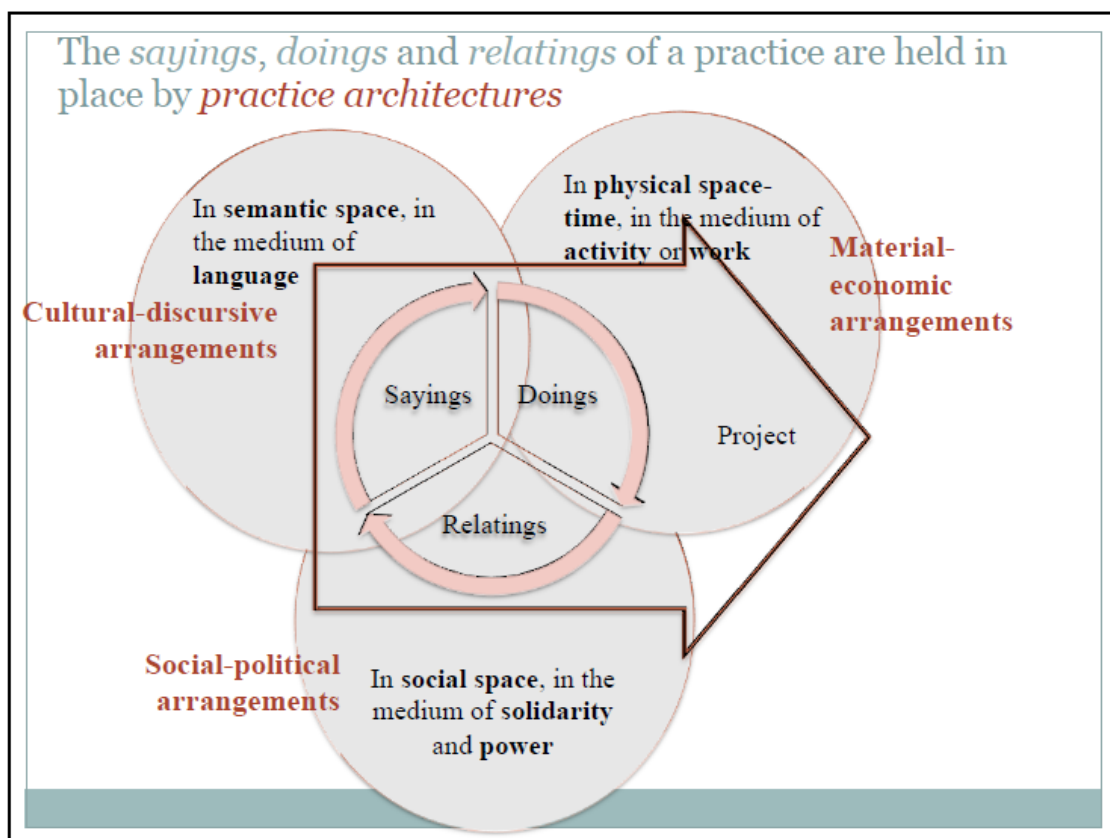 The sayings, doings and relatings of a practice are held in
place by practice architectures
In semantic space, in
the medium of
language
In physical space-
time, in the medium of
activity or work
Cultural-discursive
arrangements
Material-
economic
arrangements
Sayings
Doings
Project
Relatings
Social-political
arrangements
In social space, in the
medium of solidarity
and power